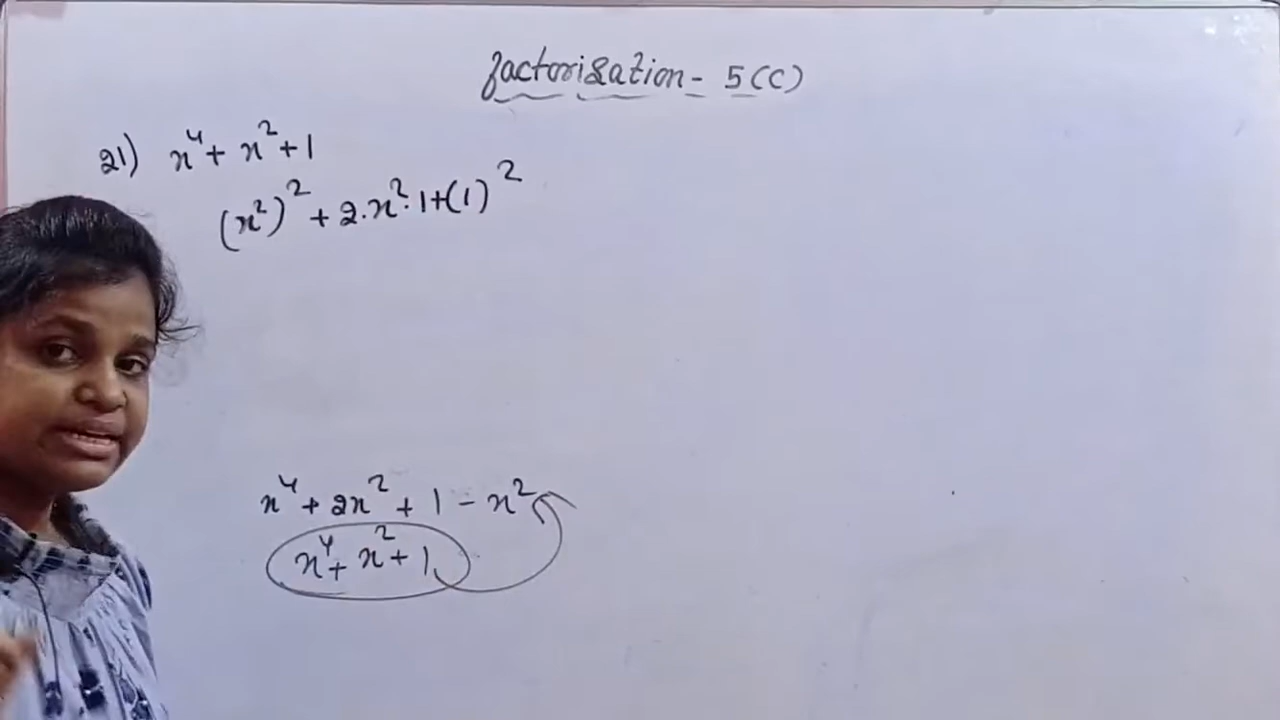 factorisation - 5(C)
21) x⁴ + x² + 1
(x²)² + 2·x²·1 + (1)²
x⁴ + 2x² + 1 - x²
x⁴ + x² + 1